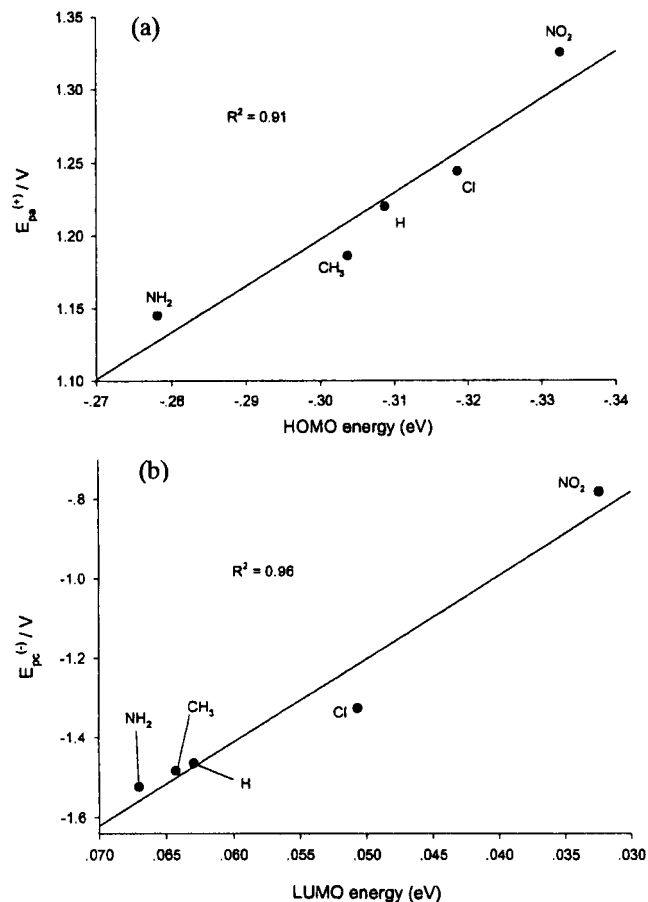 (a)
1.35
1.30
1.25
1.20
1.15
1.10
E_pa^(+) / V
R² = 0.91
NO₂
Cl
H
CH₃
NH₂
-.27 -.28 -.29 -.30 -.31 -.32 -.33 -.34
HOMO energy (eV)
(b)
-.8
-1.0
-1.2
-1.4
-1.6
E_pc^(-) / V
R² = 0.96
NO₂
Cl
CH₃
NH₂
H
.070 .065 .060 .055 .050 .045 .040 .035 .030
LUMO energy (eV)